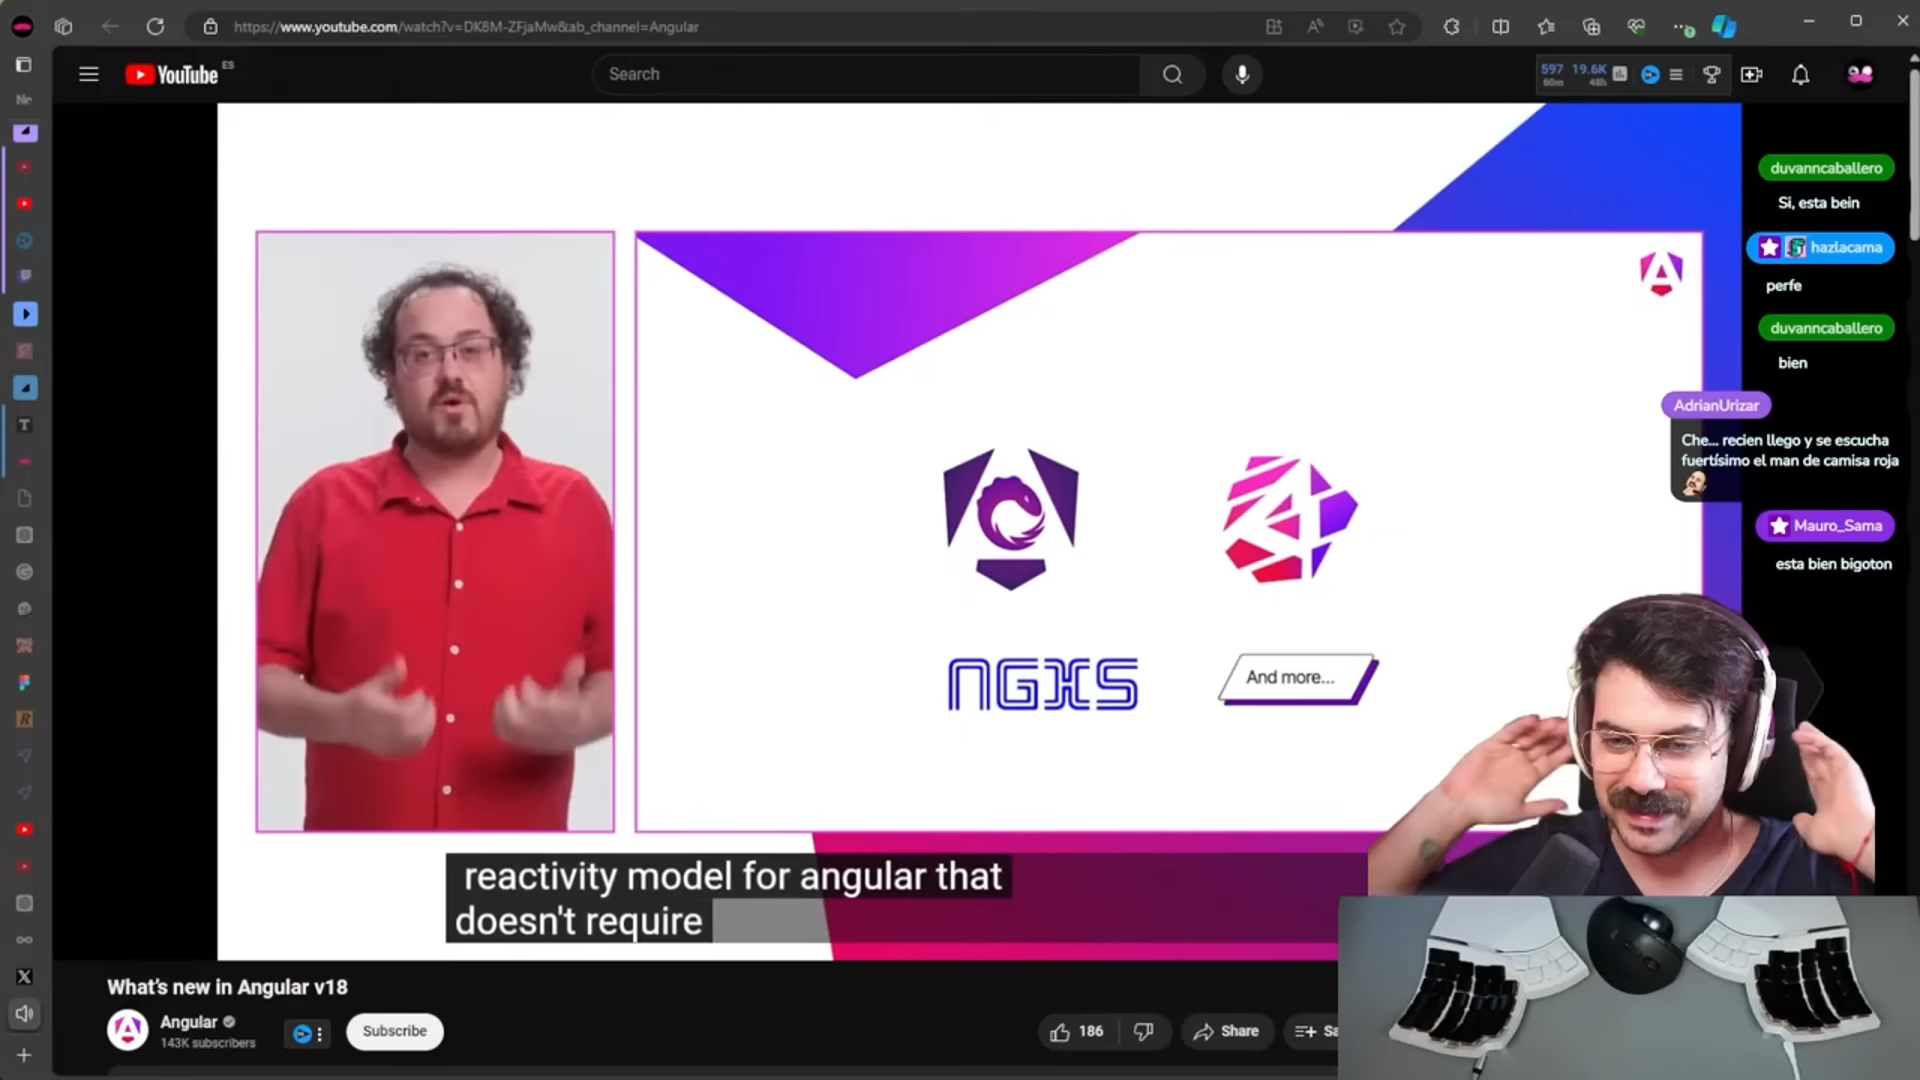 https://www.youtube.com/watch?v=DK8M-ZFjaMw&ab_channel=Angular
YouTube ES
Search
597 19.6K
60m 48h
duvanncaballero
Si, esta bein
hazlacama
perfe
duvanncaballero
bien
AdrianUrizar
Che... recien llego y se escucha
fuertísimo el man de camisa roja
Mauro_Sama
esta bien bigoton
NGXS
And more...
reactivity model for angular that
doesn't require
What's new in Angular v18
Angular
143K subscribers
Subscribe
186
Share
Sa